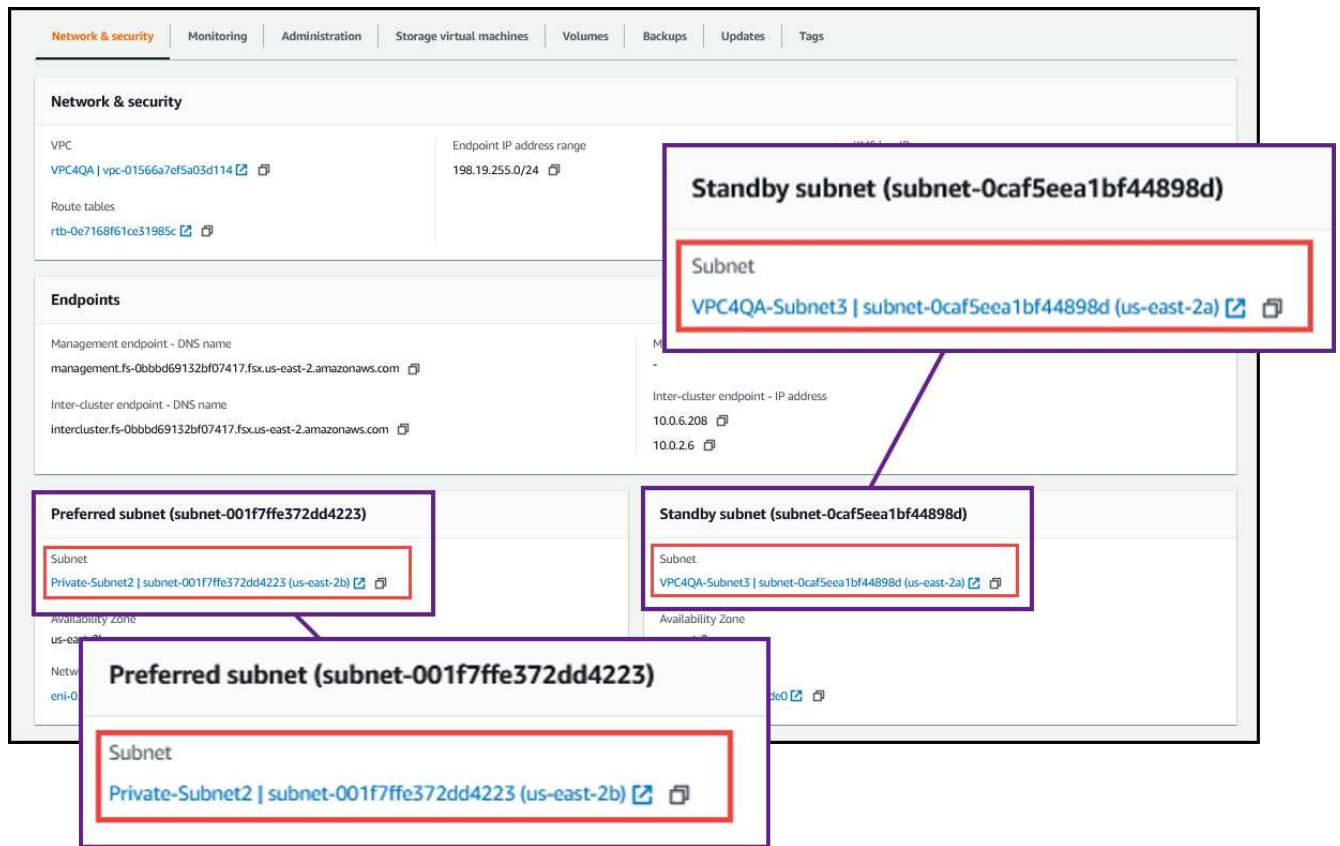 Network & security Monitoring Administration Storage virtual machines Volumes Backups Updates Tags
Network & security
VPC
VPC4QA | vpc-01566a7ef5a03d114
Route tables
rtb-0e7168f61ce31985c
Endpoint IP address range
198.19.255.0/24
Standby subnet (subnet-0caf5eea1bf44898d)
Subnet
VPC4QA-Subnet3 | subnet-0caf5eea1bf44898d (us-east-2a)
Endpoints
Management endpoint - DNS name
management.fs-0bbbd69132bf07417.fsx.us-east-2.amazonaws.com
Inter-cluster endpoint - DNS name
intercluster.fs-0bbbd69132bf07417.fsx.us-east-2.amazonaws.com
-
Inter-cluster endpoint - IP address
10.0.6.208
10.0.2.6
Preferred subnet (subnet-001f7ffe372dd4223)
Subnet
Private-Subnet2 | subnet-001f7ffe372dd4223 (us-east-2b)
Availability Zone
Standby subnet (subnet-0caf5eea1bf44898d)
Subnet
VPC4QA-Subnet3 | subnet-0caf5eea1bf44898d (us-east-2a)
Availability Zone
Preferred subnet (subnet-001f7ffe372dd4223)
Subnet
Private-Subnet2 | subnet-001f7ffe372dd4223 (us-east-2b)